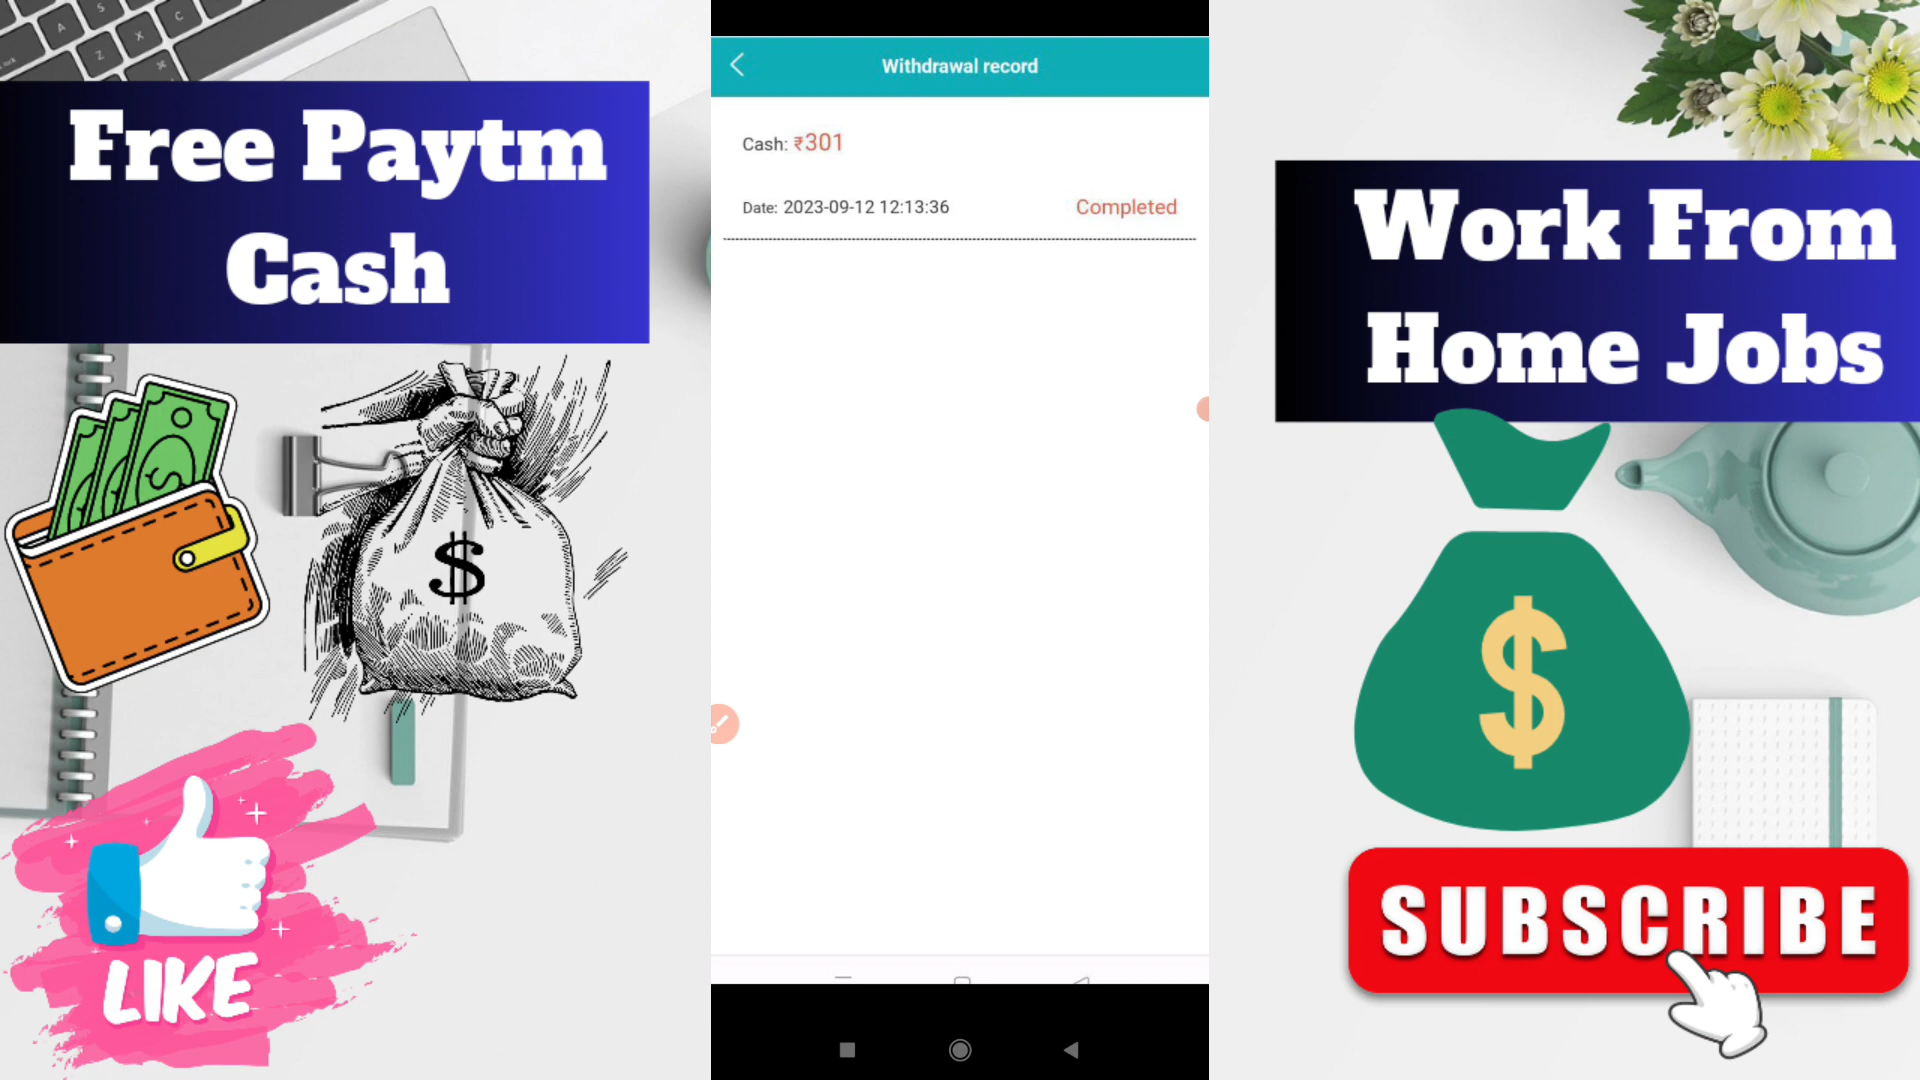 Free Paytm
Cash
Withdrawal record
Cash: ₹301
Date: 2023-09-12 12:13:36 Completed
Work From
Home Jobs
$
$
LIKE
SUBSCRIBE
A
S
Z
X
C